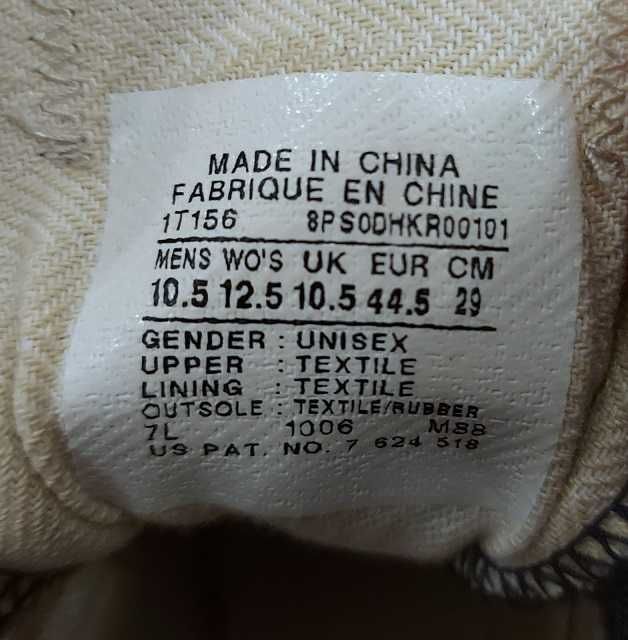 MADE IN CHINA
FABRIQUE EN CHINE
1T156 8PS0DHKR00101
MENS WO'S UK EUR CM
10.5 12.5 10.5 44.5 29
GENDER : UNISEX
UPPER : TEXTILE
LINING : TEXTILE
OUTSOLE : TEXTILE/RUBBER
7L 1006 M88
US PAT. NO. 7 624 518